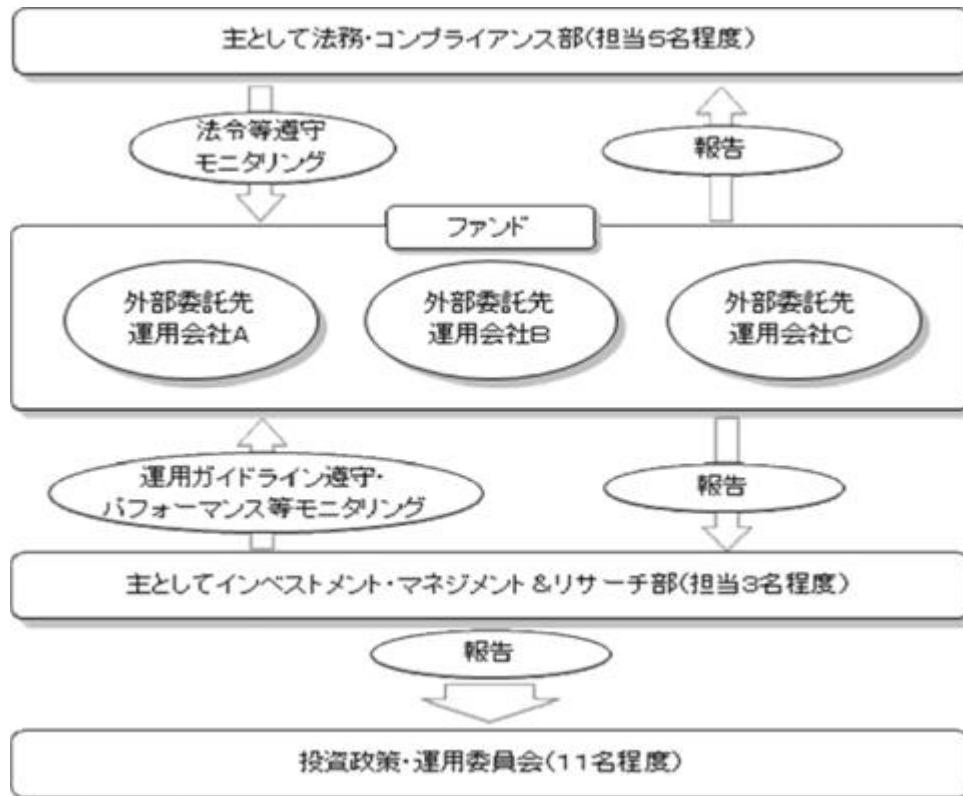 主として法務・コンプライアンス部(担当5名程度)
法令等遵守
モニタリング
報告
ファンド
外部委託先
運用会社A
外部委託先
運用会社B
外部委託先
運用会社C
運用ガイドライン遵守・
パフォーマンス等モニタリング
報告
主としてインベストメント・マネジメント&リサーチ部(担当3名程度)
報告
投資政策・運用委員会(11名程度)